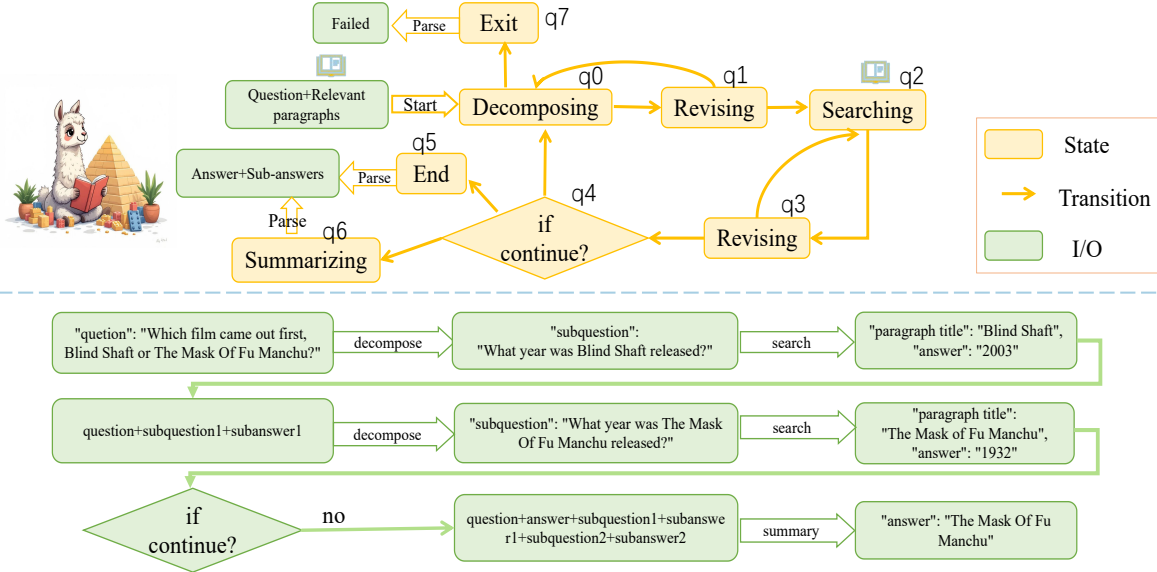 Failed
Parse
Exit
q7
Question+Relevant
paragraphs
Start
q0
Decomposing
q1
Revising
q2
Searching
Answer+Sub-answers
Parse
q5
End
q4
if
continue?
q3
Revising
Parse
q6
Summarizing
State
Transition
I/O
"quetion": "Which film came out first,
Blind Shaft or The Mask Of Fu Manchu?"
decompose
"subquestion":
"What year was Blind Shaft released?"
search
"paragraph title": "Blind Shaft",
"answer": "2003"
question+subquestion1+subanswer1
decompose
"subquestion": "What year was The Mask
Of Fu Manchu released?"
search
"paragraph title":
"The Mask of Fu Manchu",
"answer": "1932"
if
continue?
no
question+answer+subquestion1+subanswe
r1+subquestion2+subanswer2
summary
"answer": "The Mask Of Fu
Manchu"